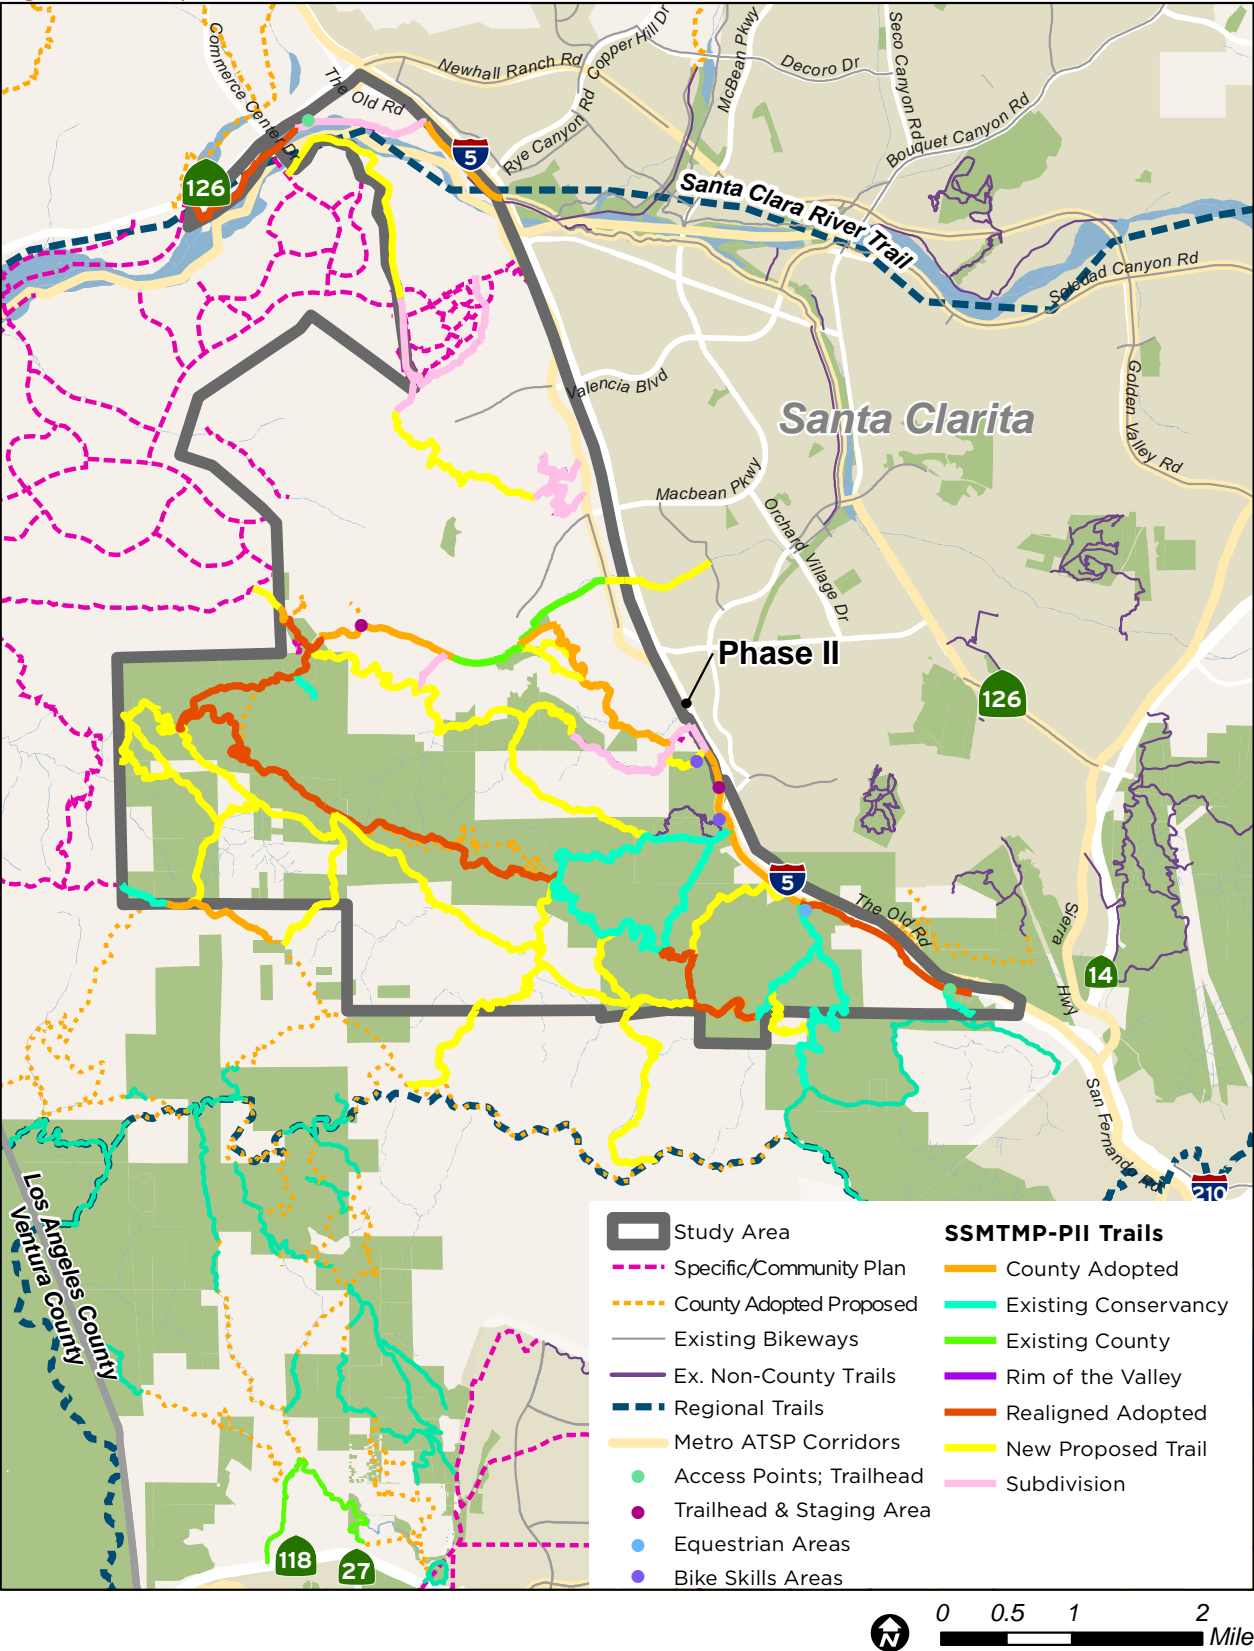 Commerce Center Dr
The Old Rd
Newhall Ranch Rd
Copper Hill Dr
McBean Pkwy
Decoro Dr
Seco Canyon Rd
Bouquet Canyon Rd
Rye Canyon Rd
5
126
Santa Clara River Trail
Soledad Canyon Rd
Valencia Blvd
Santa Clarita
Golden Valley Rd
Macbean Pkwy
Orchard Village Dr
Phase II
126
5
The Old Rd
Sierra Hwy
14
San Fernando Rd
210
Los Angeles County
Ventura County
118
27
Study Area
Specific/Community Plan
County Adopted Proposed
Existing Bikeways
Ex. Non-County Trails
Regional Trails
Metro ATSP Corridors
Access Points; Trailhead
Trailhead & Staging Area
Equestrian Areas
Bike Skills Areas
SSMTMP-PII Trails
County Adopted
Existing Conservancy
Existing County
Rim of the Valley
Realigned Adopted
New Proposed Trail
Subdivision
N
0 0.5 1 2
Mile